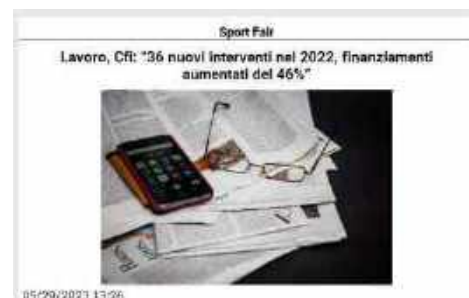 Sport Fair
Lavoro, Cfi: "36 nuovi interventi nel 2022, finanziamenti
aumentati del 46%"
05/29/2023 13:26